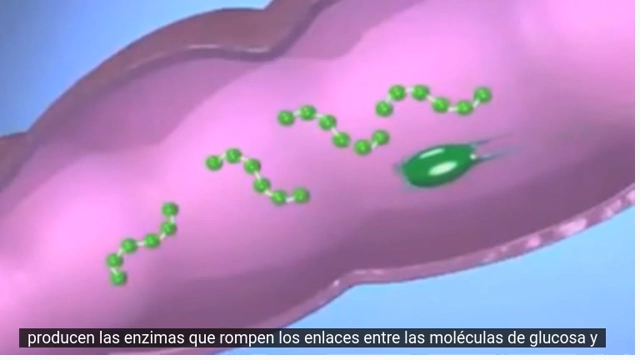 producen las enzimas que rompen los enlaces entre las moléculas de glucosa y